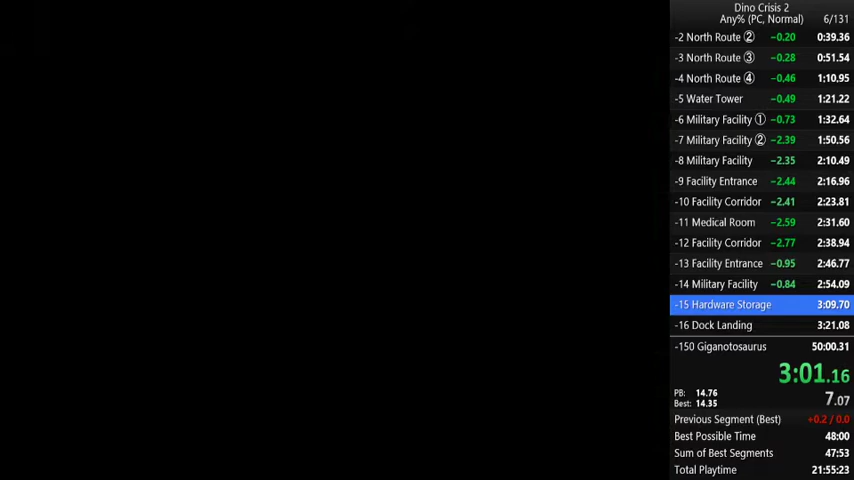 Dino Crisis 2
Any% (PC, Normal) 6/131
-2 North Route ② −0.20 0:39.36
-3 North Route ③ −0.28 0:51.54
-4 North Route ④ −0.46 1:10.95
-5 Water Tower −0.49 1:21.22
-6 Military Facility ① −0.73 1:32.64
-7 Military Facility ② −2.39 1:50.56
-8 Military Facility −2.35 2:10.49
-9 Facility Entrance −2.44 2:16.96
-10 Facility Corridor −2.41 2:23.81
-11 Medical Room −2.59 2:31.60
-12 Facility Corridor −2.77 2:38.94
-13 Facility Entrance −0.95 2:46.77
-14 Military Facility −0.84 2:54.09
-15 Hardware Storage 3:09.70
-16 Dock Landing 3:21.08
-150 Giganotosaurus 50:00.31
3:01.16
PB: 14.76
Best: 14.35 7.07
Previous Segment (Best) +0.2 / 0.0
Best Possible Time 48:00
Sum of Best Segments 47:53
Total Playtime 21:55:23